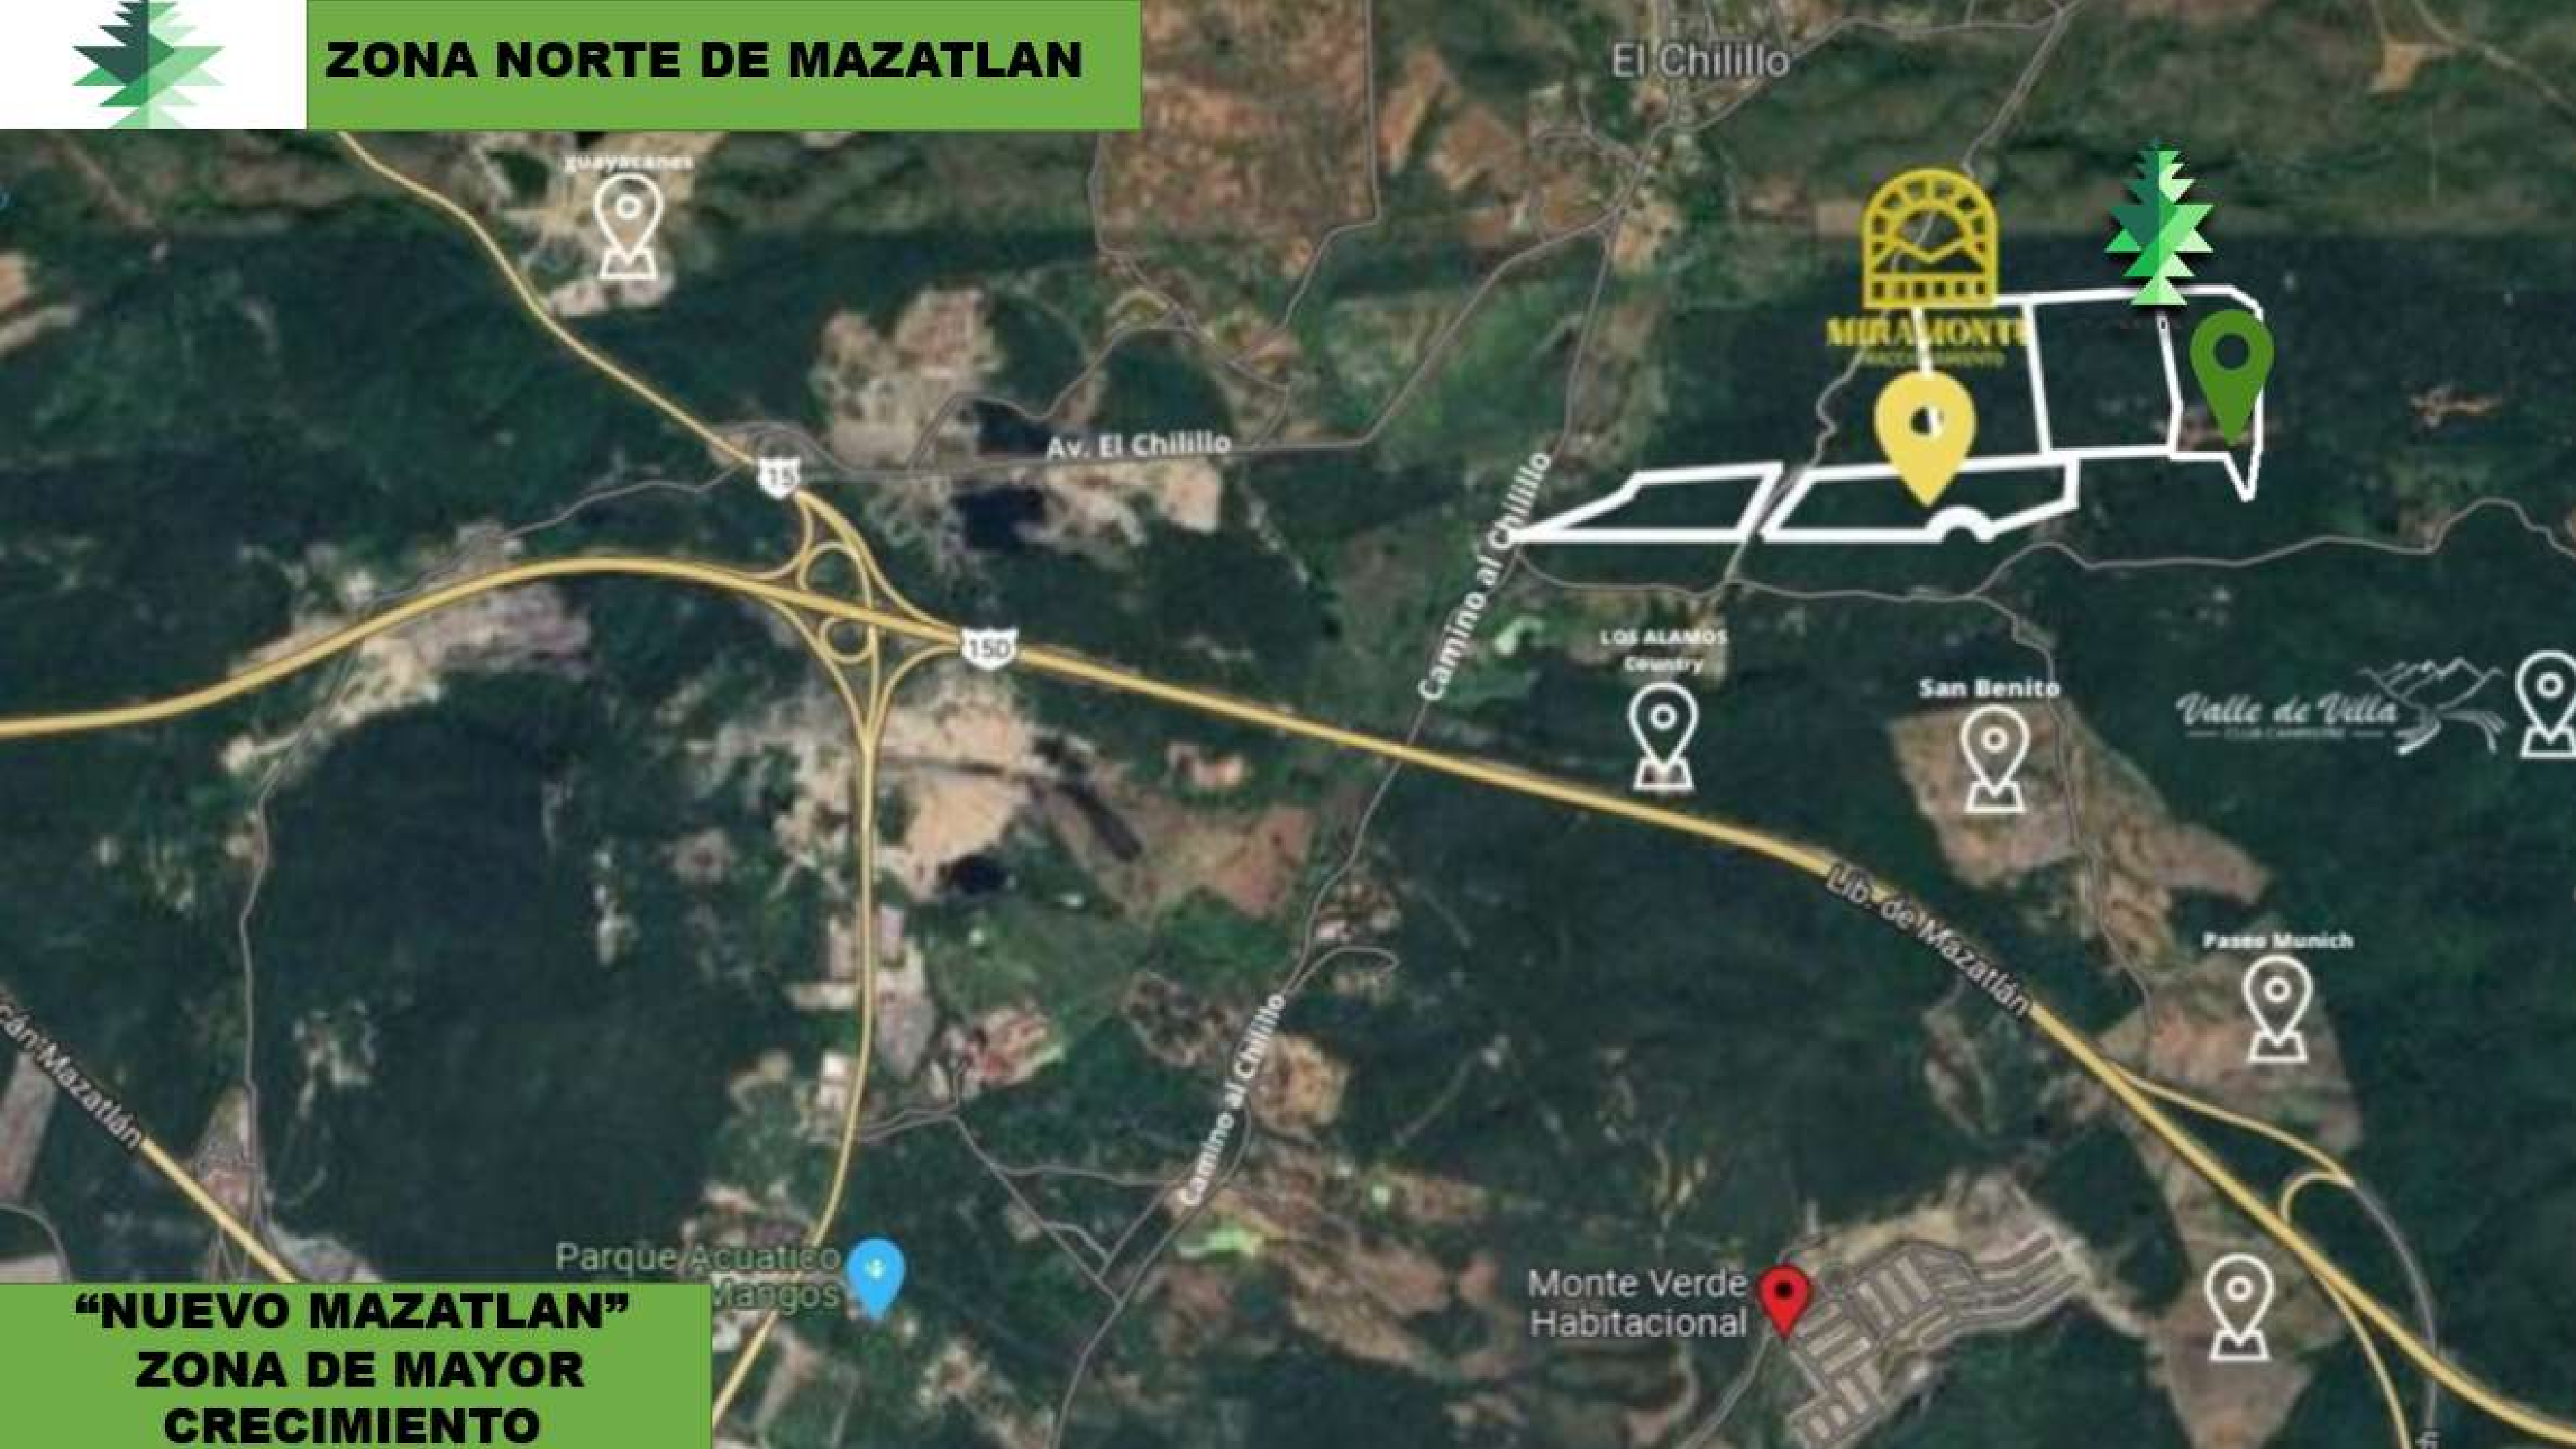 ZONA NORTE DE MAZATLAN
El Chilillo
guayacanes
MIRAMONTE
Av. El Chilillo
15
Camino al Chilillo
15D
LOS ALAMOS
Country
San Benito
Valle de Villa
Lib. de Mazatlán
Paseo Munich
Camino al Chilillo
cán-Mazatlán
Parque Acuatico
Mangos
Monte Verde
Habitacional
“NUEVO MAZATLAN”
ZONA DE MAYOR
CRECIMIENTO